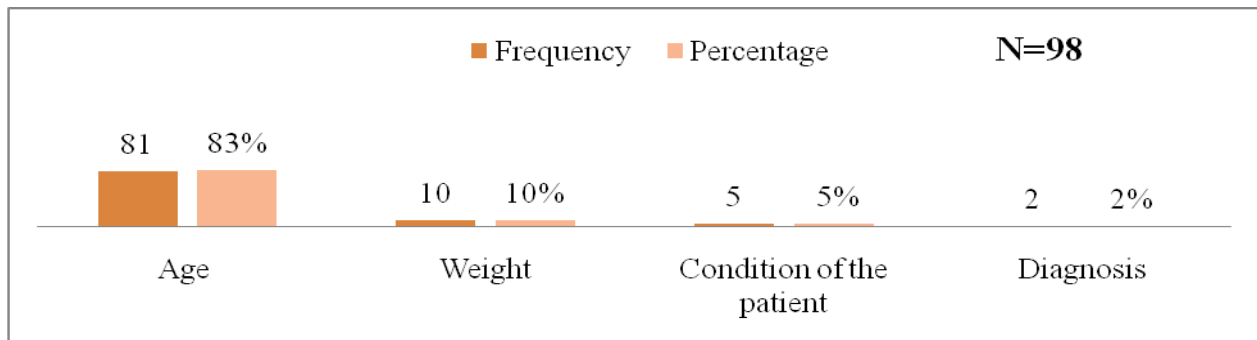 Frequency Percentage N=98
81 83% 10 10% 5 5% 2 2%
Age Weight Condition of the patient Diagnosis